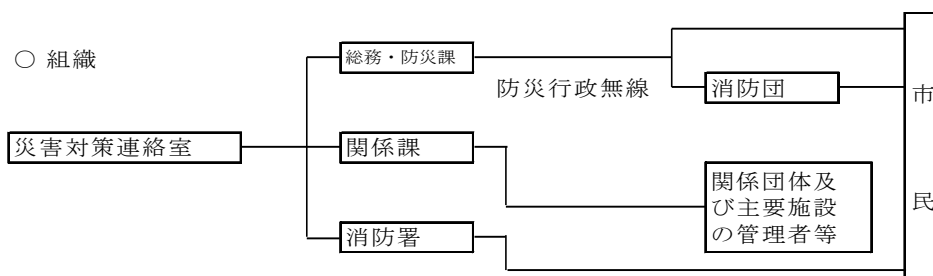 ○ 組織
総務・防災課
防災行政無線
消防団
市
民
災害対策連絡室
関係課
関係団体及
び主要施設
の管理者等
消防署